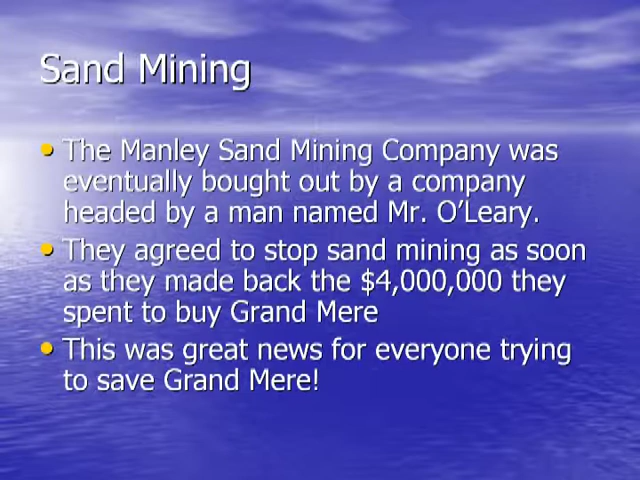 Sand Mining
• The Manley Sand Mining Company was
eventually bought out by a company
headed by a man named Mr. O’Leary.
• They agreed to stop sand mining as soon
as they made back the $4,000,000 they
spent to buy Grand Mere
• This was great news for everyone trying
to save Grand Mere!